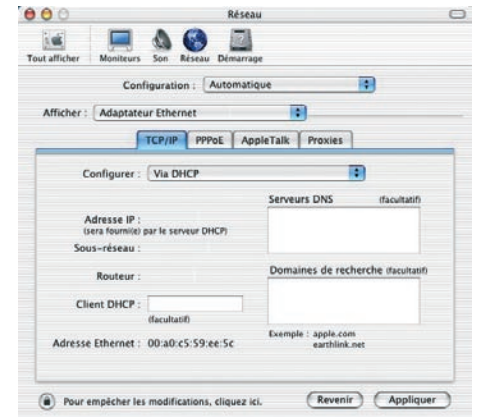 Réseau
Tout afficher Moniteurs Son Réseau Démarrage
Configuration : Automatique
Afficher : Adaptateur Ethernet
TCP/IP PPPoE AppleTalk Proxies
Configurer : Via DHCP
Serveurs DNS (facultatif)
Adresse IP :
(sera fourni(e) par le serveur DHCP)
Sous-réseau :
Routeur :
Domaines de recherche (facultatif)
Client DHCP :
(facultatif)
Adresse Ethernet : 00:a0:c5:59:ee:5c
Exemple : apple.com
earthlink.net
Pour empêcher les modifications, cliquez ici.
Revenir Appliquer